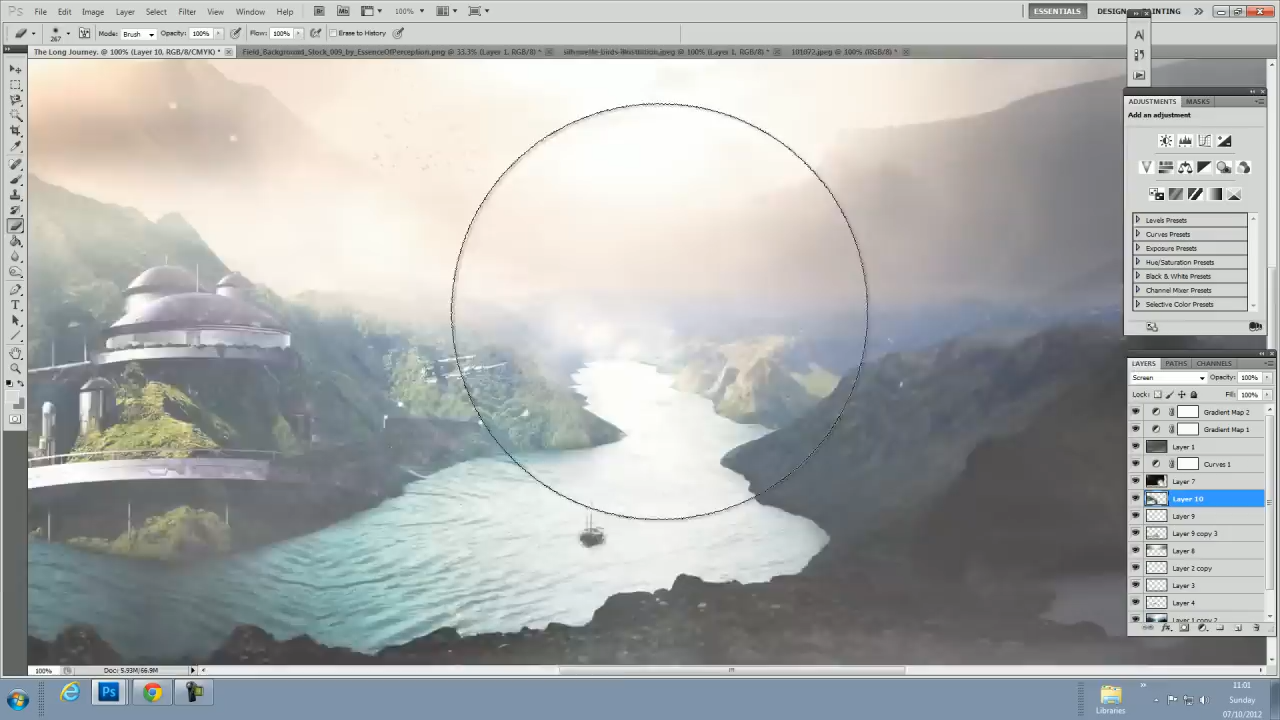 Ps File Edit Image Layer Select Filter View Window Help Br Mb 100% ESSENTIALS DESIGN PAINTING
267 Mode: Brush Opacity: 100% Flow: 100% Erase to History
The Long Journey. @ 100% (Layer 10, RGB/8/CMYK) * Field_Background_Stock_009_by_EssenceOfPerception.png @ 33.3% (Layer 1, RGB/8) * silhouette-birds-illustration.jpeg @ 100% (Layer 1, RGB/8) * 101072.jpeg @ 100% (RGB/8) *
ADJUSTMENTS MASKS
Add an adjustment
Levels Presets
Curves Presets
Exposure Presets
Hue/Saturation Presets
Black & White Presets
Channel Mixer Presets
Selective Color Presets
LAYERS PATHS CHANNELS
Screen Opacity: 100%
Lock: Fill: 100%
Gradient Map 2
Gradient Map 1
Layer 1
Curves 1
Layer 7
Layer 10
Layer 9
Layer 9 copy 3
Layer 8
Layer 2 copy
Layer 3
Layer 4
Layer 1 copy 2
100% Doc: 5.93M/66.9M
Ps
Libraries
11:01
Sunday
07/10/2012